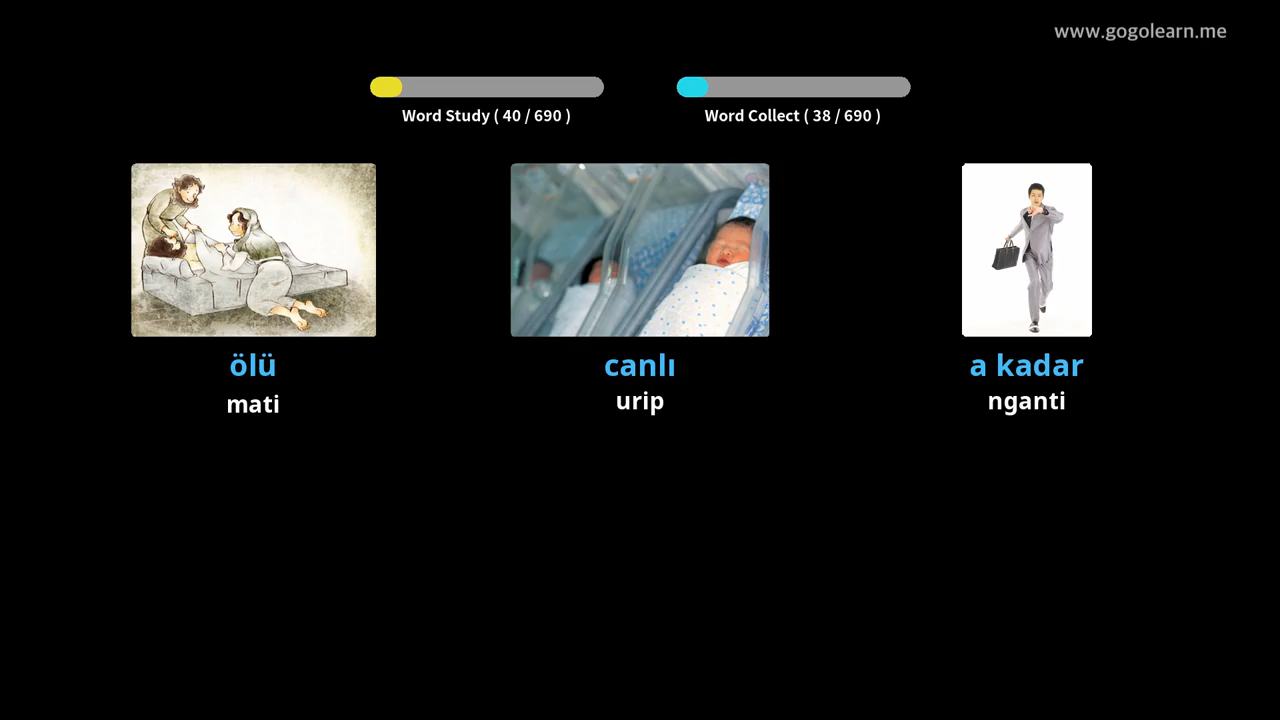 www.gogolearn.me
Word Study ( 40 / 690 )
Word Collect ( 38 / 690 )
ölü
mati
canlı
urip
a kadar
nganti